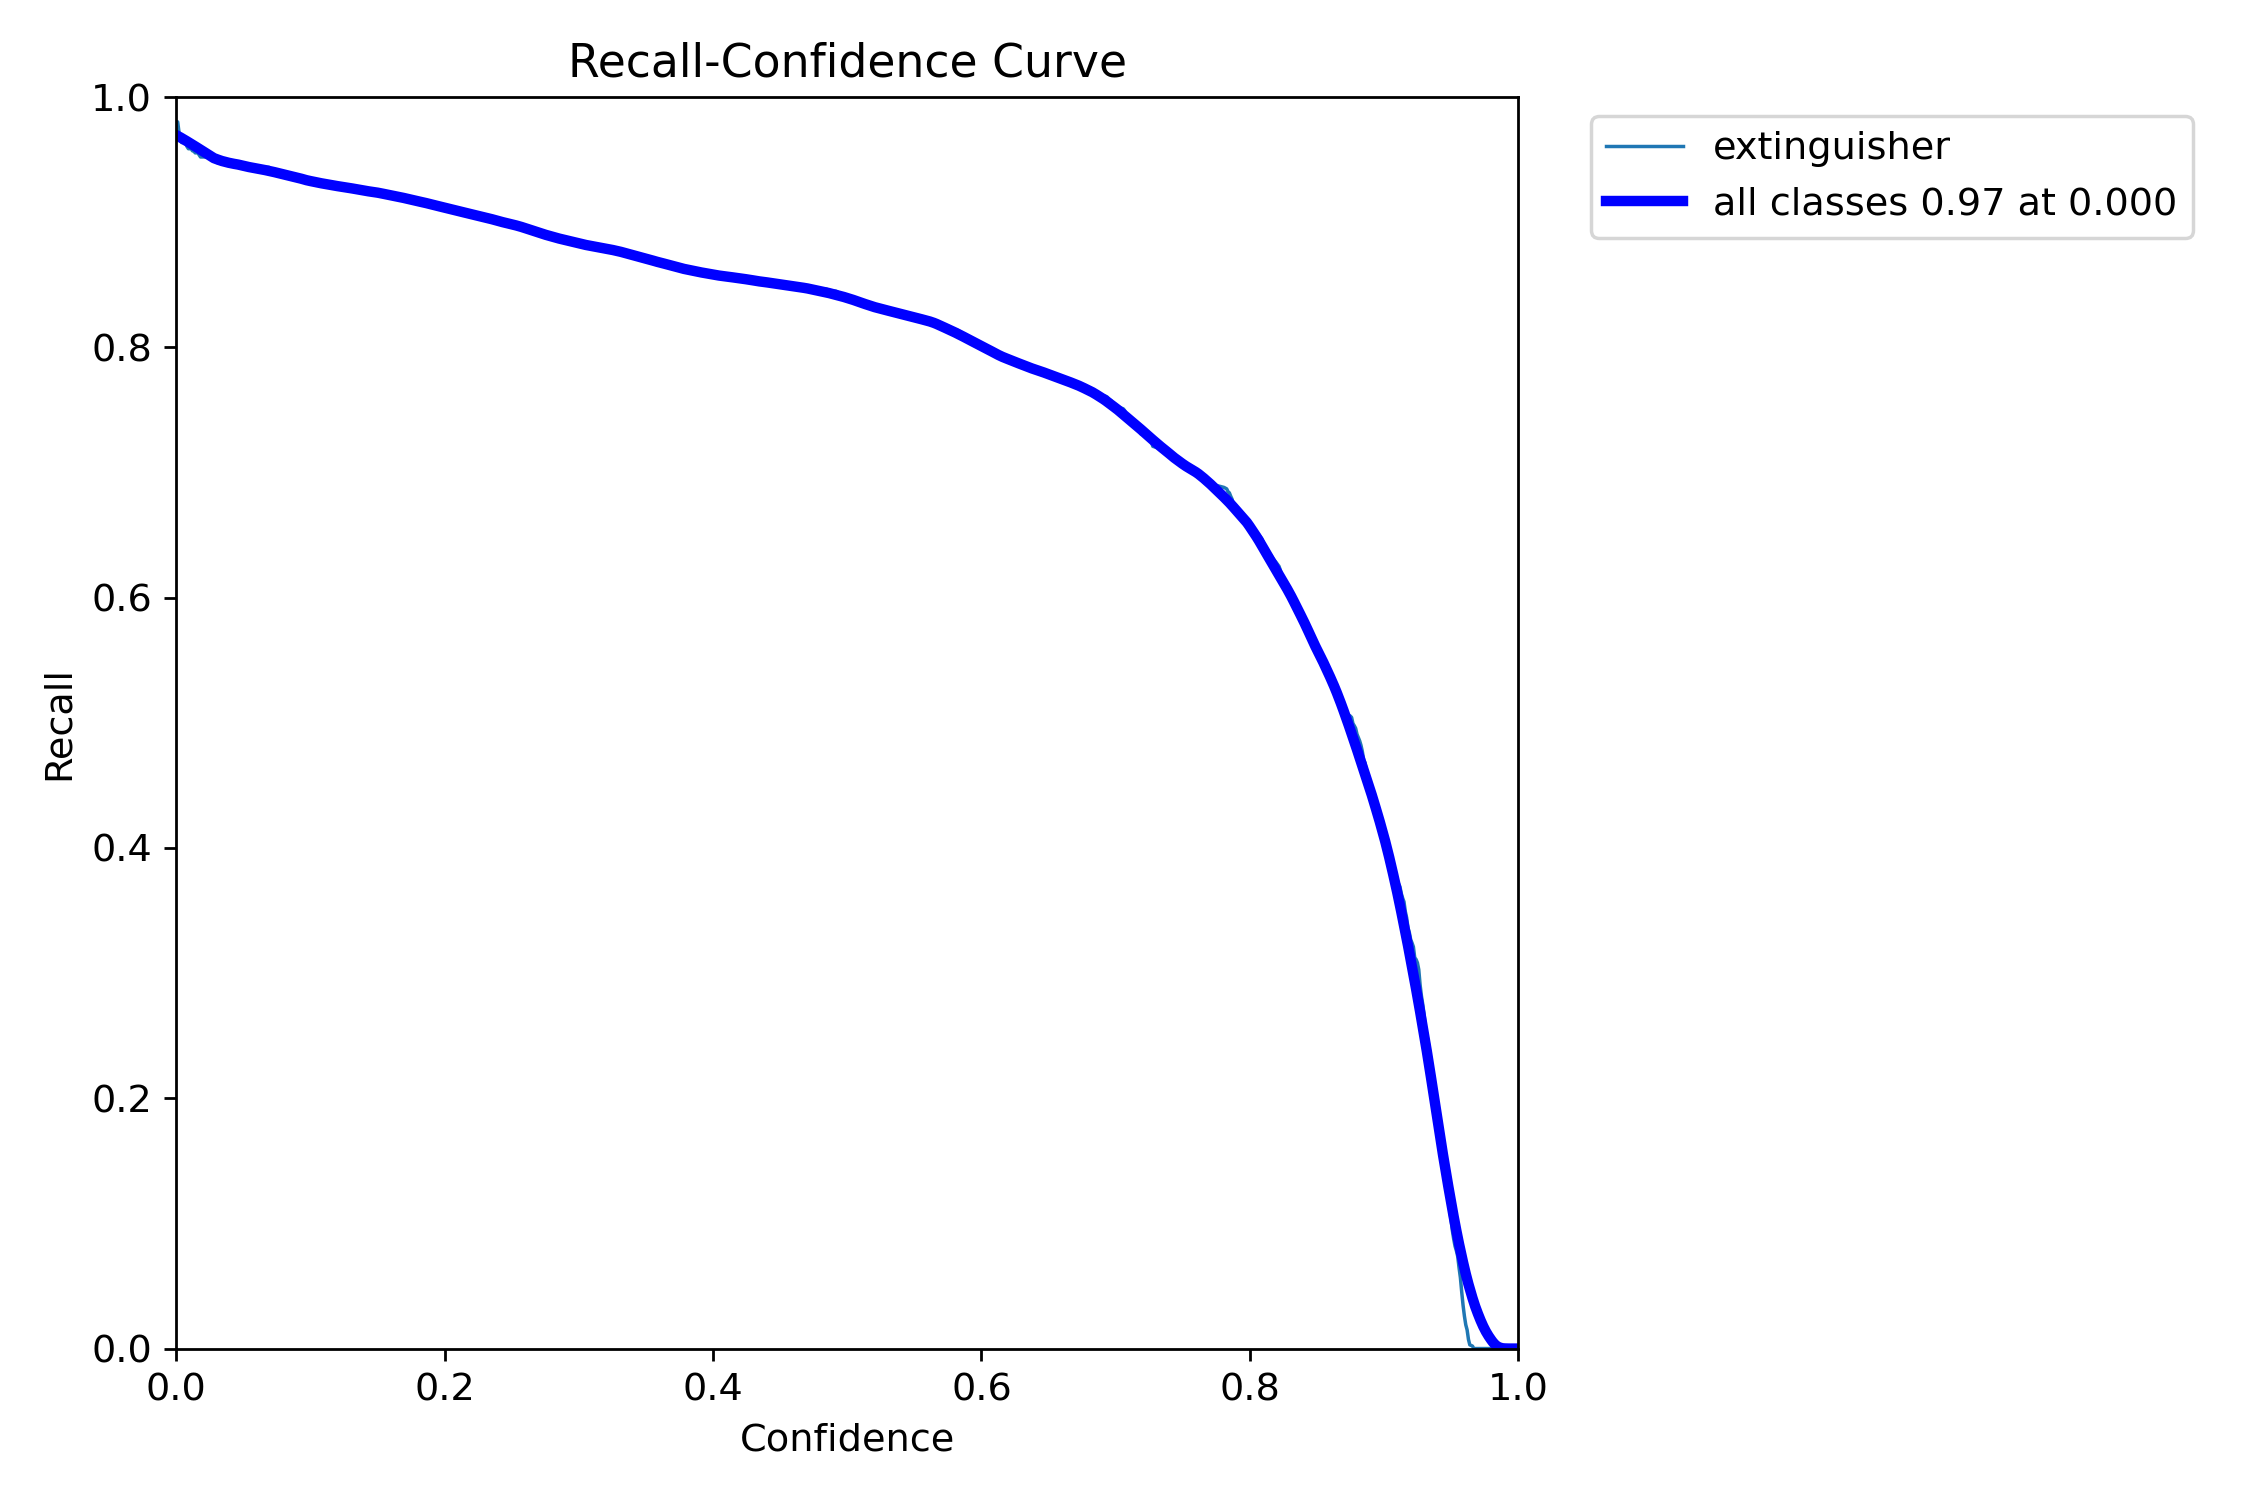 Recall-Confidence Curve
extinguisher
all classes 0.97 at 0.000
1.0
0.8
0.6
0.4
0.2
0.0
Recall
0.0 0.2 0.4 0.6 0.8 1.0
Confidence